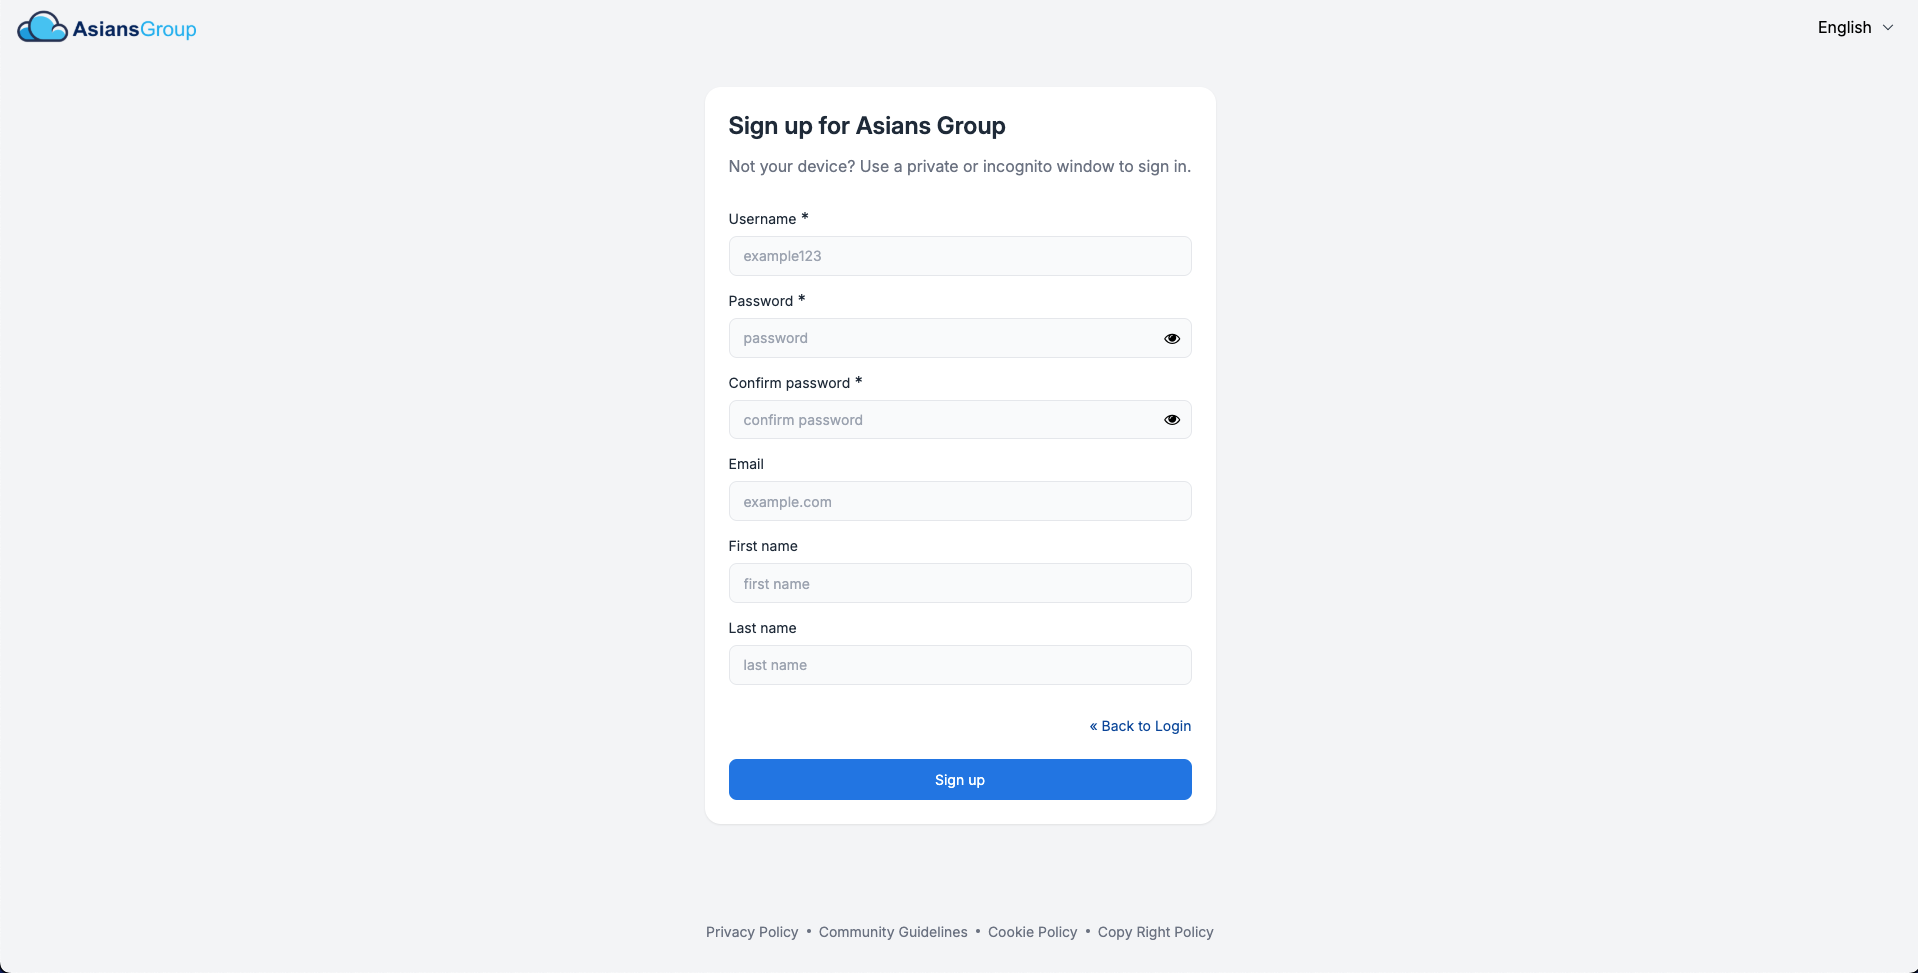 AsiansGroup
English
Sign up for Asians Group
Not your device? Use a private or incognito window to sign in.
Username *
example123
Password *
password
Confirm password *
confirm password
Email
example.com
First name
first name
Last name
last name
« Back to Login
Sign up
Privacy Policy • Community Guidelines • Cookie Policy • Copy Right Policy